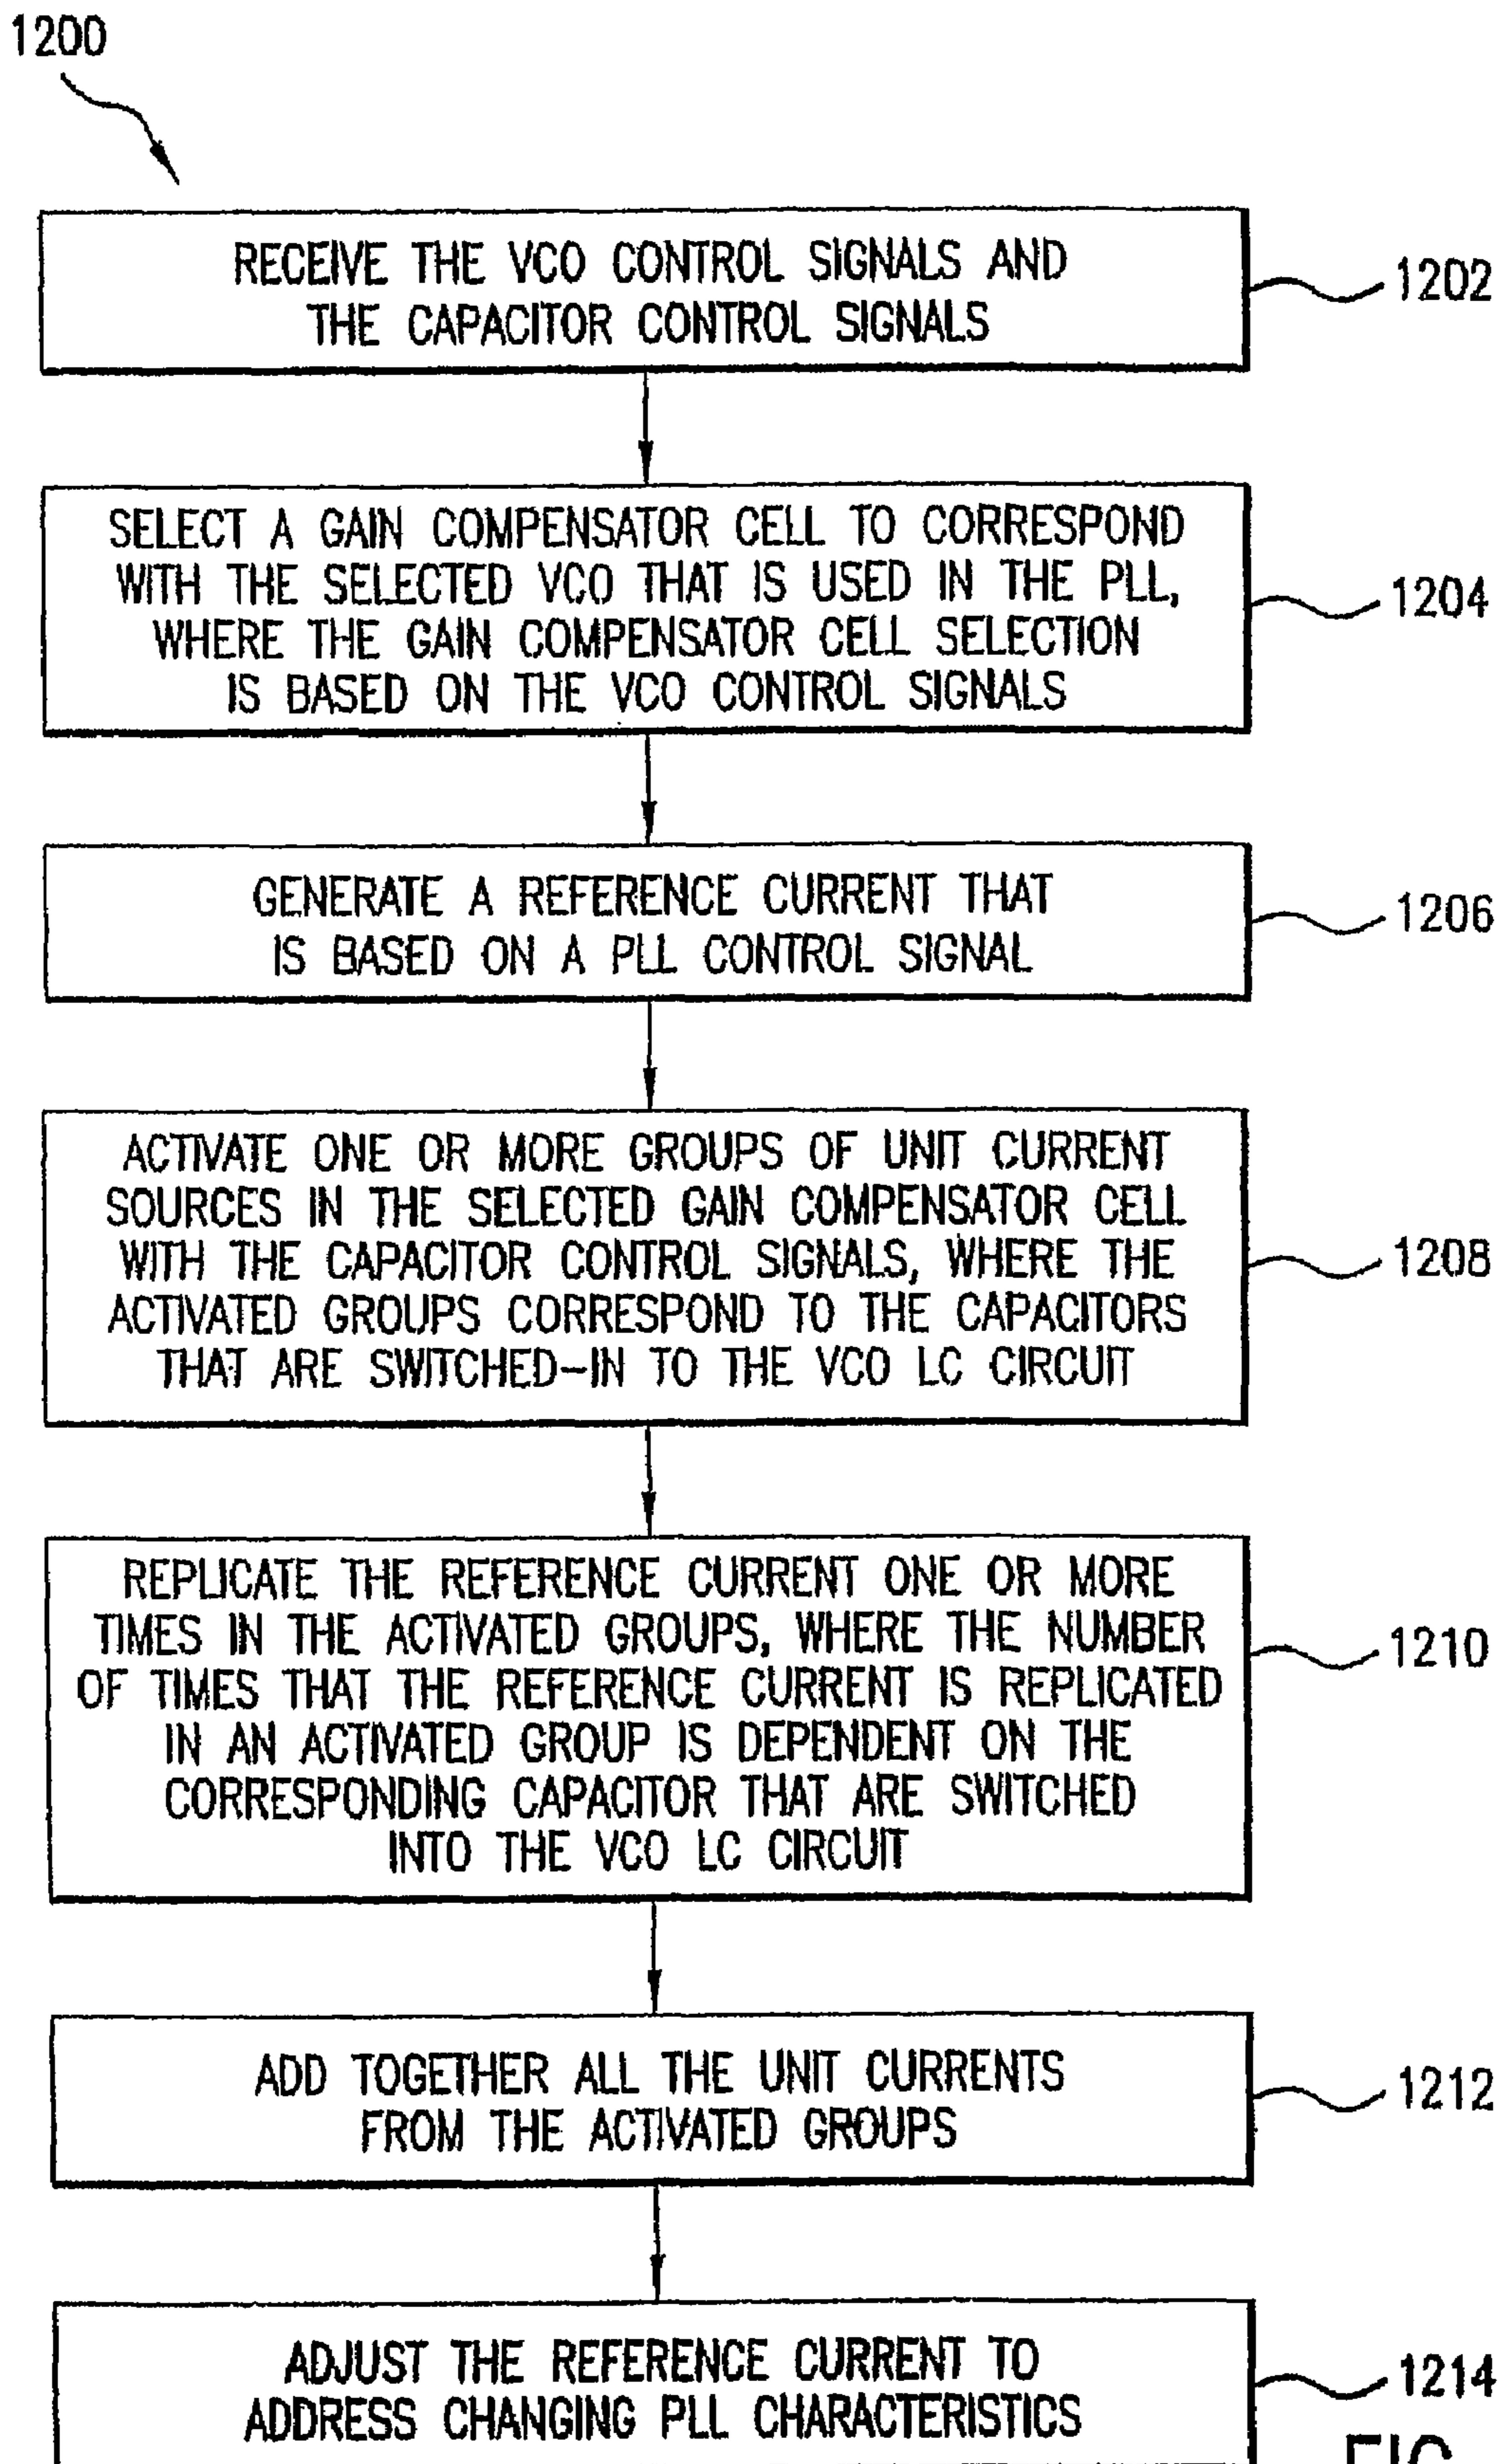 1200
RECEIVE THE VCO CONTROL SIGNALS AND
THE CAPACITOR CONTROL SIGNALS
1202
SELECT A GAIN COMPENSATOR CELL TO CORRESPOND
WITH THE SELECTED VCO THAT IS USED IN THE PLL,
WHERE THE GAIN COMPENSATOR CELL SELECTION
IS BASED ON THE VCO CONTROL SIGNALS
1204
GENERATE A REFERENCE CURRENT THAT
IS BASED ON A PLL CONTROL SIGNAL
1206
ACTIVATE ONE OR MORE GROUPS OF UNIT CURRENT
SOURCES IN THE SELECTED GAIN COMPENSATOR CELL
WITH THE CAPACITOR CONTROL SIGNALS, WHERE THE
ACTIVATED GROUPS CORRESPOND TO THE CAPACITORS
THAT ARE SWITCHED-IN TO THE VCO LC CIRCUIT
1208
REPLICATE THE REFERENCE CURRENT ONE OR MORE
TIMES IN THE ACTIVATED GROUPS, WHERE THE NUMBER
OF TIMES THAT THE REFERENCE CURRENT IS REPLICATED
IN AN ACTIVATED GROUP IS DEPENDENT ON THE
CORRESPONDING CAPACITOR THAT ARE SWITCHED
INTO THE VCO LC CIRCUIT
1210
ADD TOGETHER ALL THE UNIT CURRENTS
FROM THE ACTIVATED GROUPS
1212
ADJUST THE REFERENCE CURRENT TO
ADDRESS CHANGING PLL CHARACTERISTICS
1214
FIG